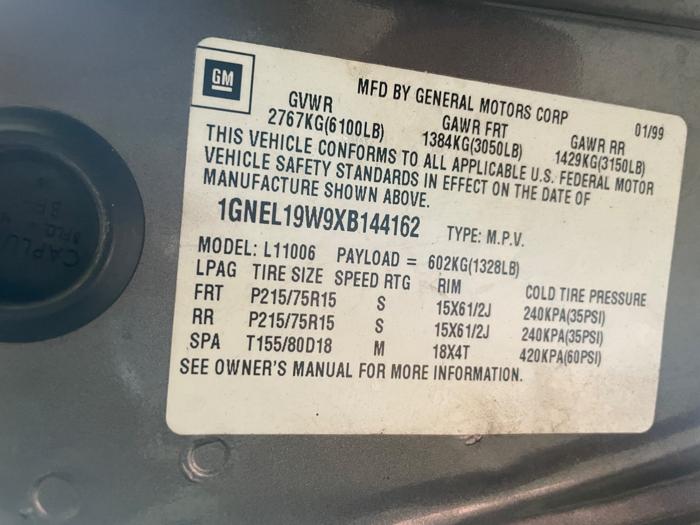 GM
MFD BY GENERAL MOTORS CORP 01/99
GVWR GAWR FRT GAWR RR
2767KG(6100LB) 1384KG(3050LB) 1429KG(3150LB)
THIS VEHICLE CONFORMS TO ALL APPLICABLE U.S. FEDERAL MOTOR
VEHICLE SAFETY STANDARDS IN EFFECT ON THE DATE OF
MANUFACTURE SHOWN ABOVE.
1GNEL19W9XB144162 TYPE: M.P.V.
MODEL: L11006 PAYLOAD = 602KG(1328LB)
LPAG TIRE SIZE SPEED RTG RIM COLD TIRE PRESSURE
FRT P215/75R15 S 15X61/2J 240KPA(35PSI)
RR P215/75R15 S 15X61/2J 240KPA(35PSI)
SPA T155/80D18 M 18X4T 420KPA(60PSI)
SEE OWNER'S MANUAL FOR MORE INFORMATION.
CAPLU